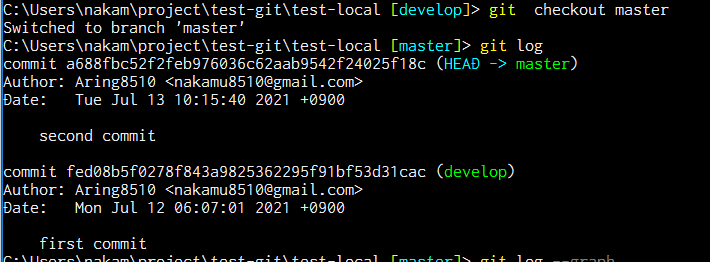 C:\Users\nakam\project\test-git\test-local [develop]> git  checkout master
Switched to branch 'master'
C:\Users\nakam\project\test-git\test-local [master]> git log
commit a688fbc52f2feb976036c62aab9542f24025f18c (HEAD -> master)
Author: Aring8510 <nakamu8510@gmail.com>
Date:   Tue Jul 13 10:15:40 2021 +0900
    second commit
commit fed08b5f0278f843a9825362295f91bf53d31cac (develop)
Author: Aring8510 <nakamu8510@gmail.com>
Date:   Mon Jul 12 06:07:01 2021 +0900
    first commit
C:\Users\nakam\project\test-git\test-local [master]> git log --graph